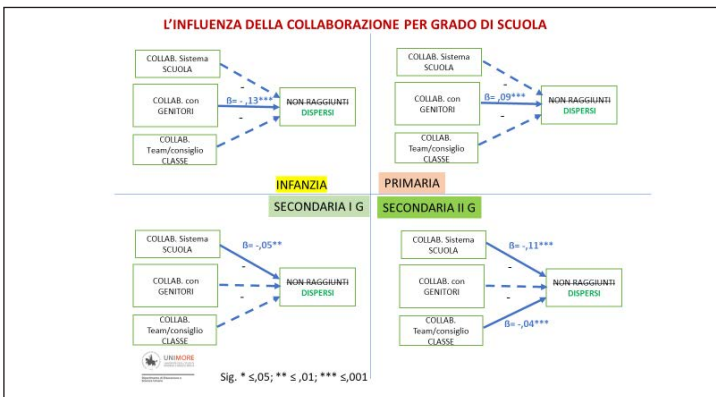 L'INFLUENZA DELLA COLLABORAZIONE PER GRADO DI SCUOLA
COLLAB. Sistema
SCUOLA
-
COLLAB. con
GENITORI
ß= -,13***
-
COLLAB.
Team/consiglio
CLASSE
NON RAGGIUNTI
DISPERSI
INFANZIA
COLLAB. Sistema
SCUOLA
-
COLLAB. con
GENITORI
ß= ,09***
-
COLLAB.
Team/consiglio
CLASSE
NON RAGGIUNTI
DISPERSI
PRIMARIA
SECONDARIA I G
COLLAB. Sistema
SCUOLA
ß= -,05**
-
COLLAB. con
GENITORI
-
COLLAB.
Team/consiglio
CLASSE
NON RAGGIUNTI
DISPERSI
SECONDARIA II G
COLLAB. Sistema
SCUOLA
ß= -,11***
-
COLLAB. con
GENITORI
-
COLLAB.
Team/consiglio
CLASSE
ß= -,04***
NON RAGGIUNTI
DISPERSI
UNIMORE
Sig. * ≤,05; ** ≤ ,01; *** ≤,001